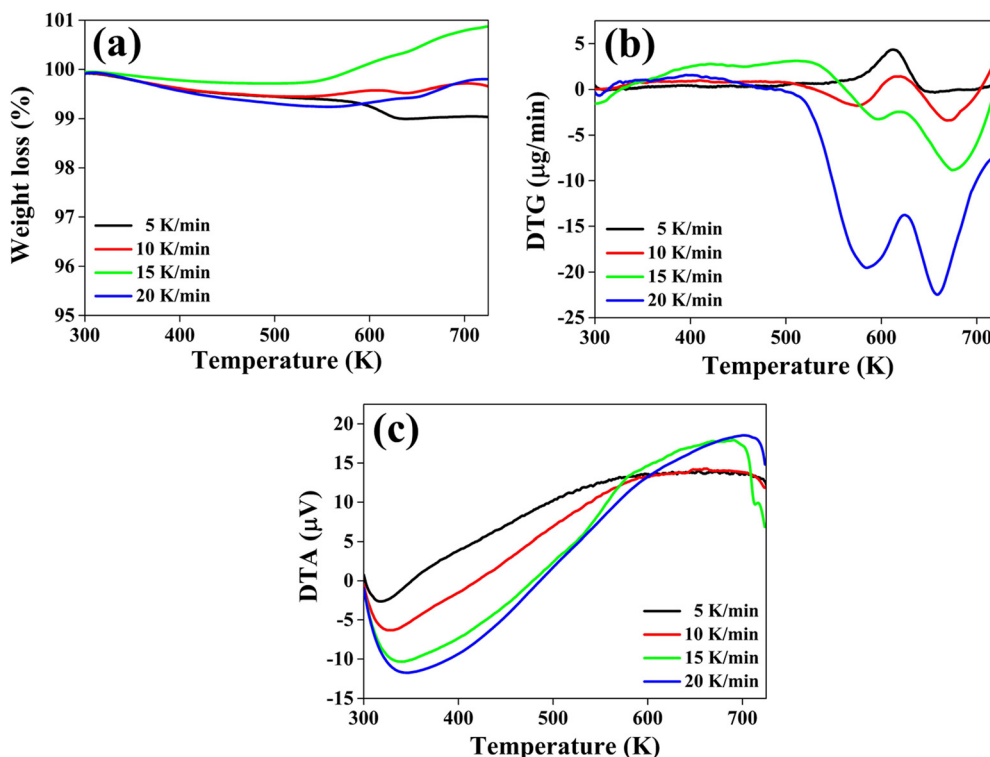 (a)
Weight loss (%)
101
100
99
98
97
96
95
5 K/min
10 K/min
15 K/min
20 K/min
300 400 500 600 700
Temperature (K)
(b)
DTG (µg/min)
5
0
-5
-10
-15
-20
-25
5 K/min
10 K/min
15 K/min
20 K/min
300 400 500 600 700
Temperature (K)
(c)
DTA (µV)
20
15
10
5
0
-5
-10
-15
5 K/min
10 K/min
15 K/min
20 K/min
300 400 500 600 700
Temperature (K)